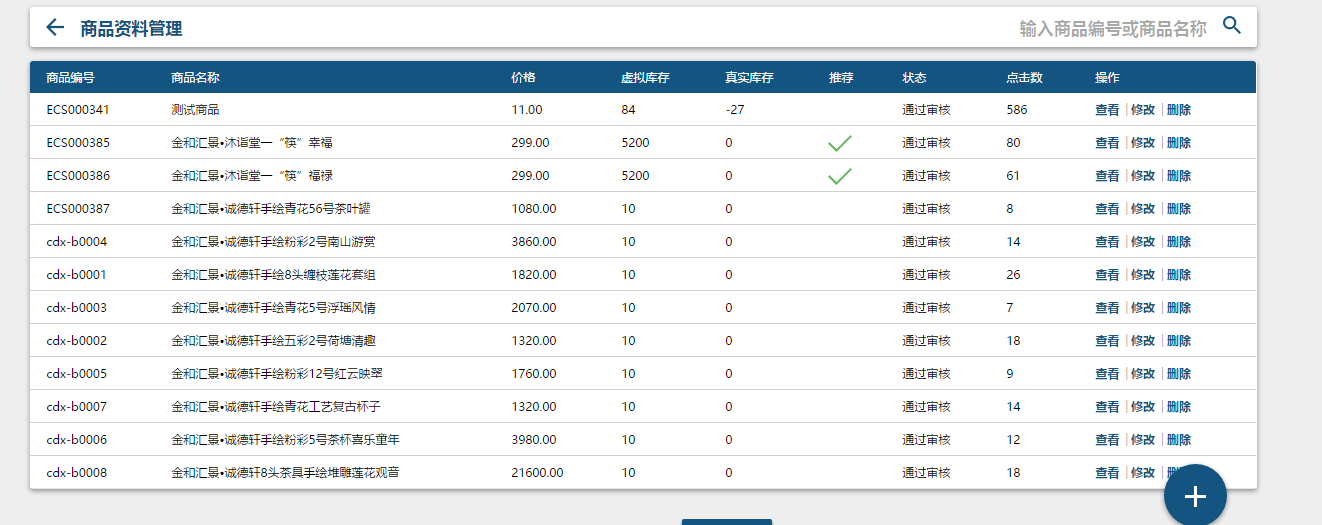 商品资料管理 输入商品编号或商品名称
商品编号 商品名称 价格 虚拟库存 真实库存 推荐 状态 点击数 操作
ECS000341 测试商品 11.00 84 -27 通过审核 586 查看 | 修改 | 删除
ECS000385 金和汇景•沐诣堂一“筷”幸福 299.00 5200 0 通过审核 80 查看 | 修改 | 删除
ECS000386 金和汇景•沐诣堂一“筷”福禄 299.00 5200 0 通过审核 61 查看 | 修改 | 删除
ECS000387 金和汇景•诚德轩手绘青花56号茶叶罐 1080.00 10 0 通过审核 8 查看 | 修改 | 删除
cdx-b0004 金和汇景•诚德轩手绘粉彩2号南山游赏 3860.00 10 0 通过审核 14 查看 | 修改 | 删除
cdx-b0001 金和汇景•诚德轩手绘8头缠枝莲花套组 1820.00 10 0 通过审核 26 查看 | 修改 | 删除
cdx-b0003 金和汇景•诚德轩手绘青花5号浮瑶风情 2070.00 10 0 通过审核 7 查看 | 修改 | 删除
cdx-b0002 金和汇景•诚德轩手绘五彩2号荷塘清趣 1320.00 10 0 通过审核 18 查看 | 修改 | 删除
cdx-b0005 金和汇景•诚德轩手绘粉彩12号红云映翠 1760.00 10 0 通过审核 9 查看 | 修改 | 删除
cdx-b0007 金和汇景•诚德轩手绘青花工艺复古杯子 1320.00 10 0 通过审核 14 查看 | 修改 | 删除
cdx-b0006 金和汇景•诚德轩手绘粉彩5号茶杯喜乐童年 3980.00 10 0 通过审核 12 查看 | 修改 | 删除
cdx-b0008 金和汇景•诚德轩8头茶具手绘堆雕莲花观音 21600.00 10 0 通过审核 18 查看 | 修改 |